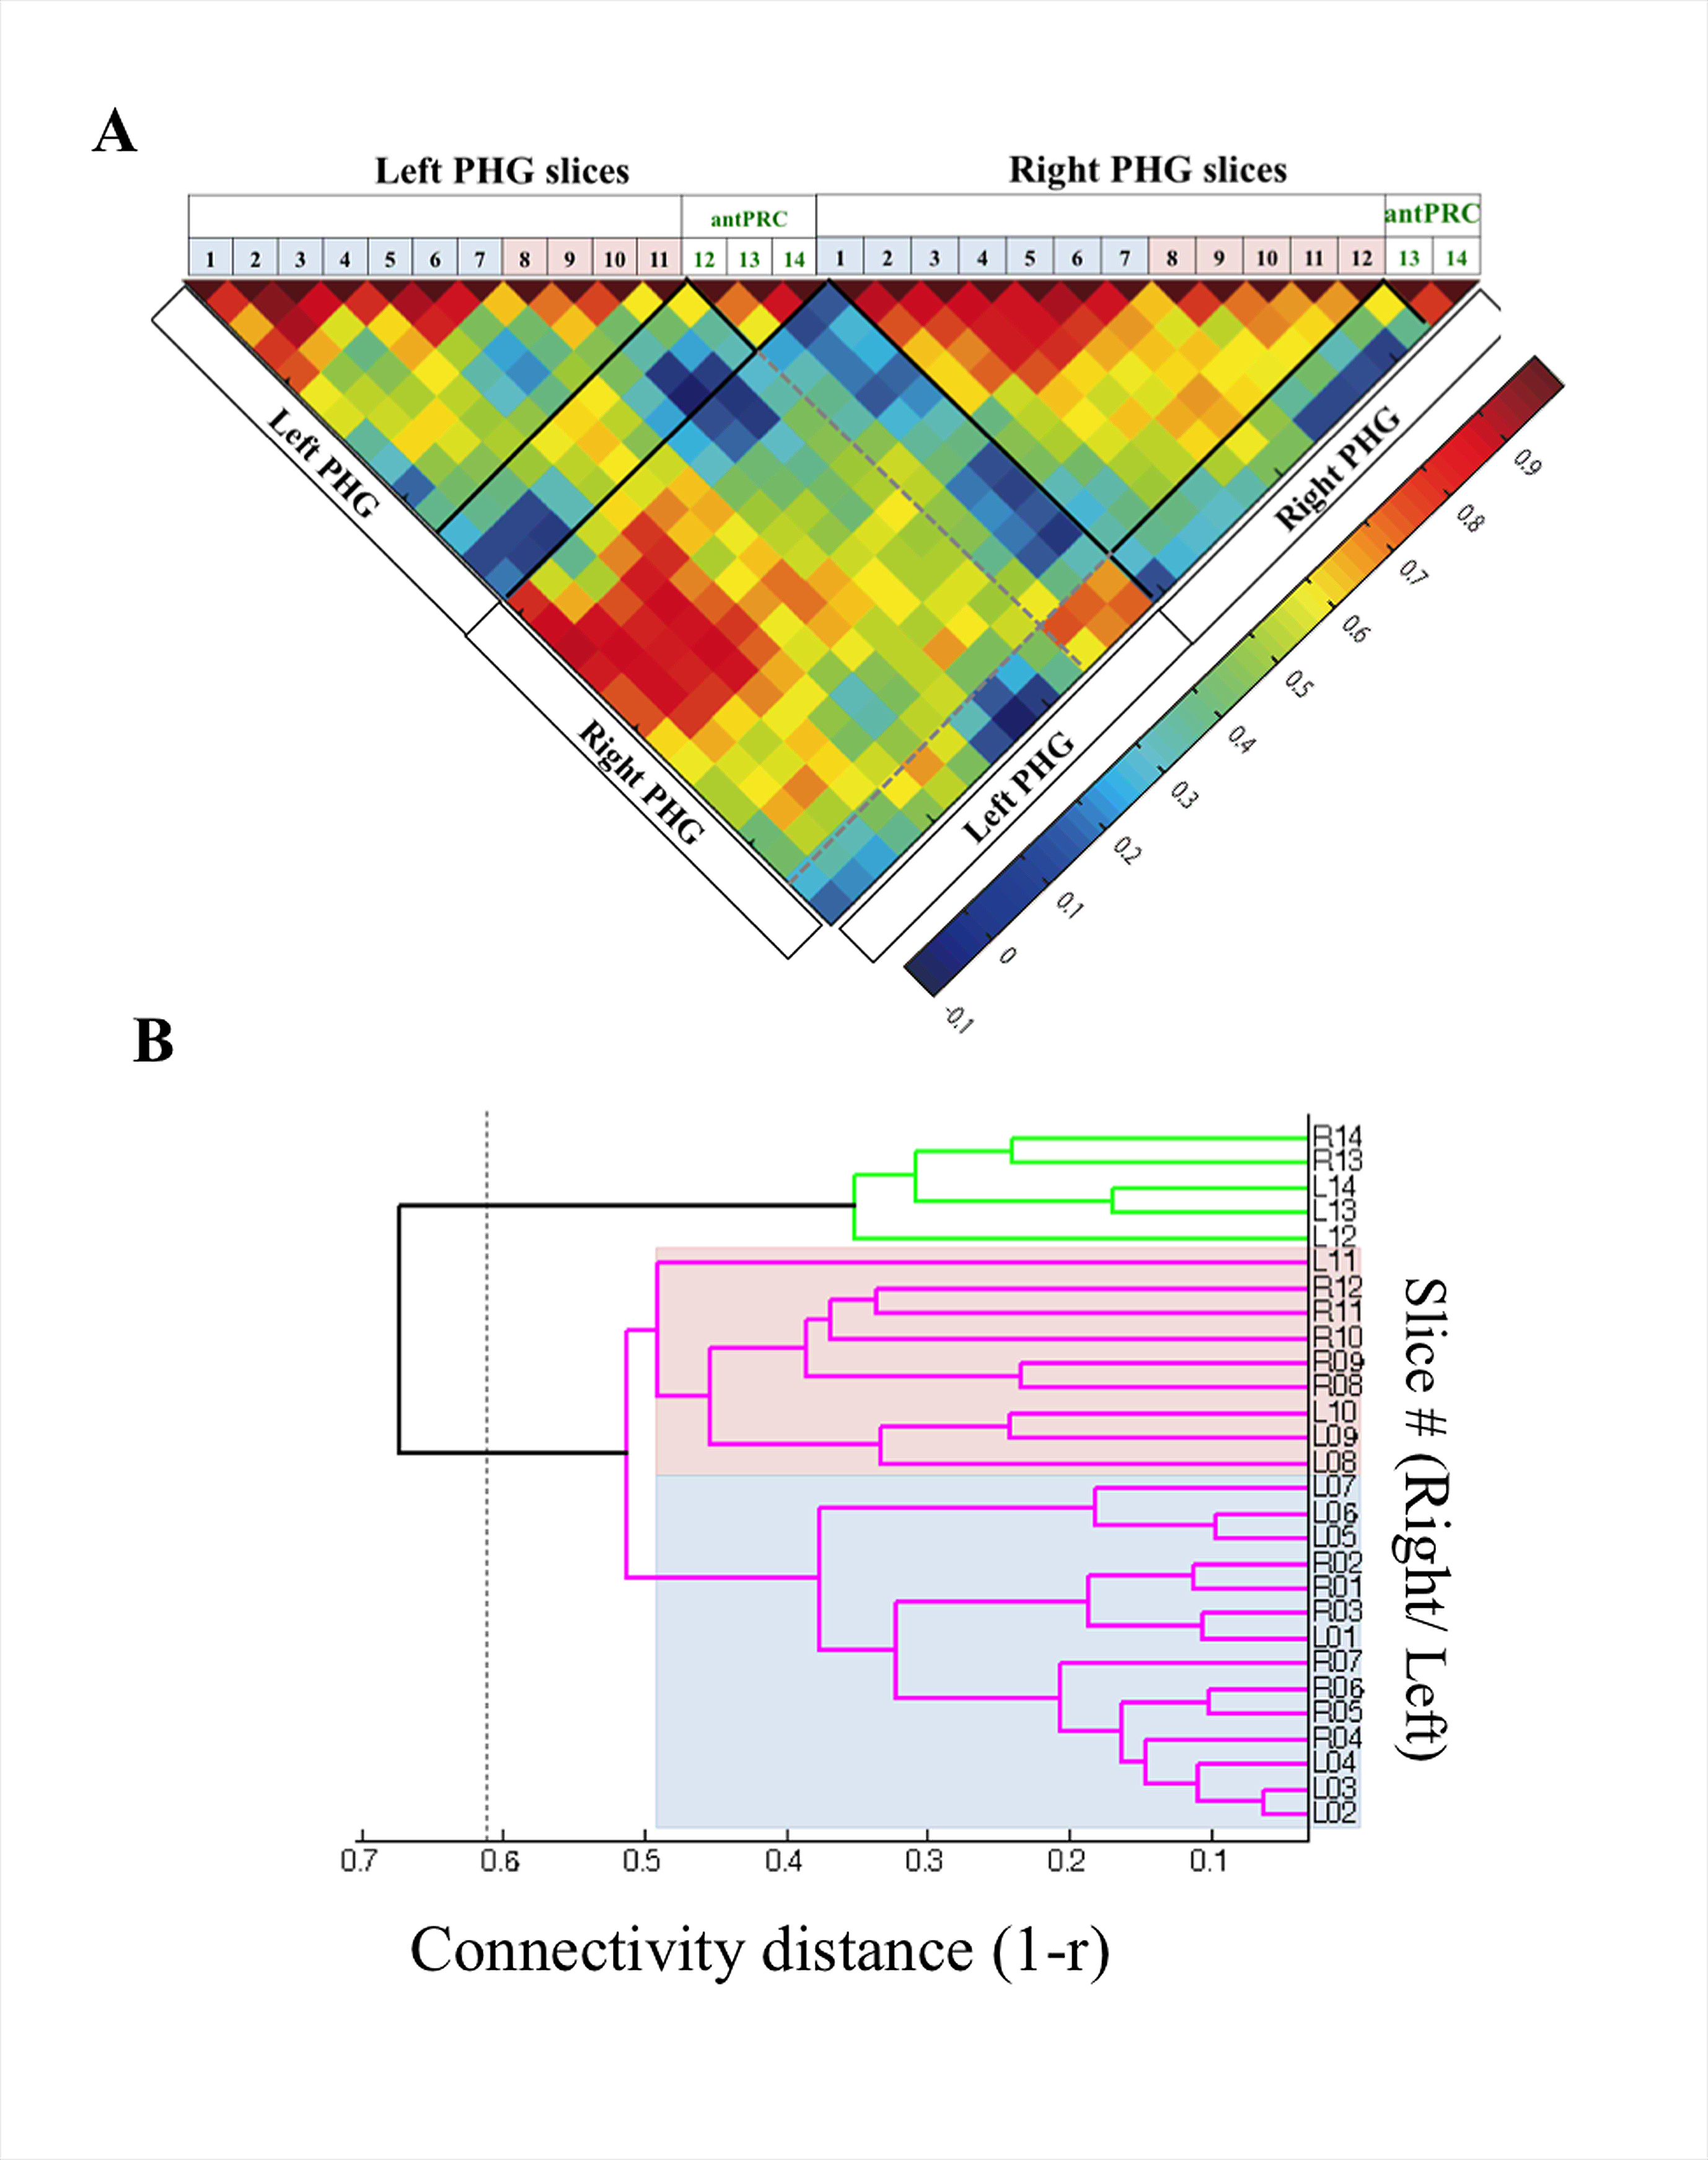 A
Left PHG slices
Right PHG slices
antPRC
antPRC
1 2 3 4 5 6 7 8 9 10 11 12 13 14 1 2 3 4 5 6 7 8 9 10 11 12 13 14
Left PHG
Right PHG
Right PHG
Left PHG
0.9
0.8
0.7
0.6
0.5
0.4
0.3
0.2
0.1
0
-0.1
B
R14
R13
L14
L13
L12
L11
R12
R11
R10
R09
R08
L10
L09
L08
L07
L06
L05
R02
R01
R03
L01
R07
R06
R05
R04
L04
L03
L02
Slice # (Right/ Left)
0.7 0.6 0.5 0.4 0.3 0.2 0.1
Connectivity distance (1-r)